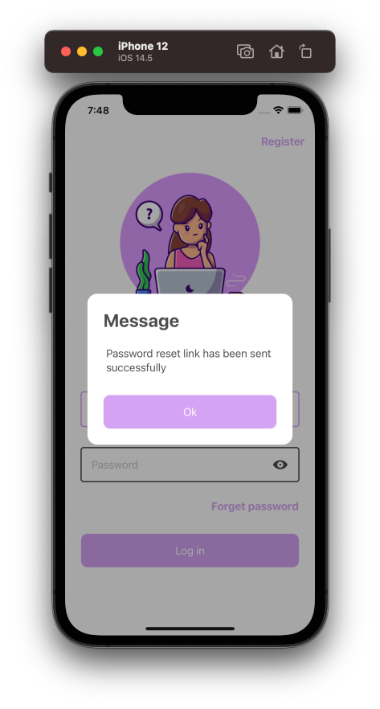 iPhone 12
iOS 14.5
7:48
Register
?
Message
Password reset link has been sent
successfully
Ok
Password
Forget password
Log in